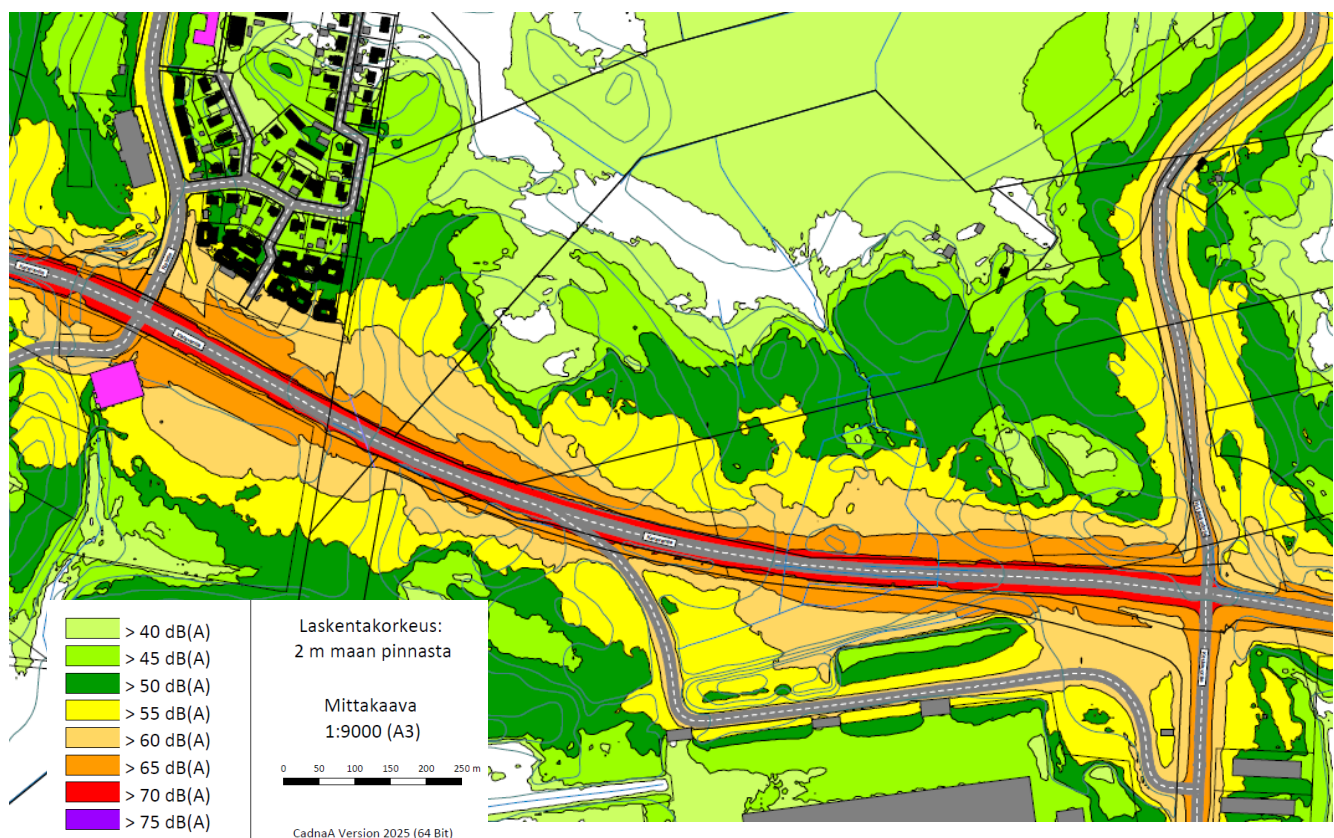 > 40 dB(A)
> 45 dB(A)
> 50 dB(A)
> 55 dB(A)
> 60 dB(A)
> 65 dB(A)
> 70 dB(A)
> 75 dB(A)
Laskentakorkeus:
2 m maan pinnasta
Mittakaava
1:9000 (A3)
0 50 100 150 200 250 m
CadnaA Version 2025 (64 Bit)